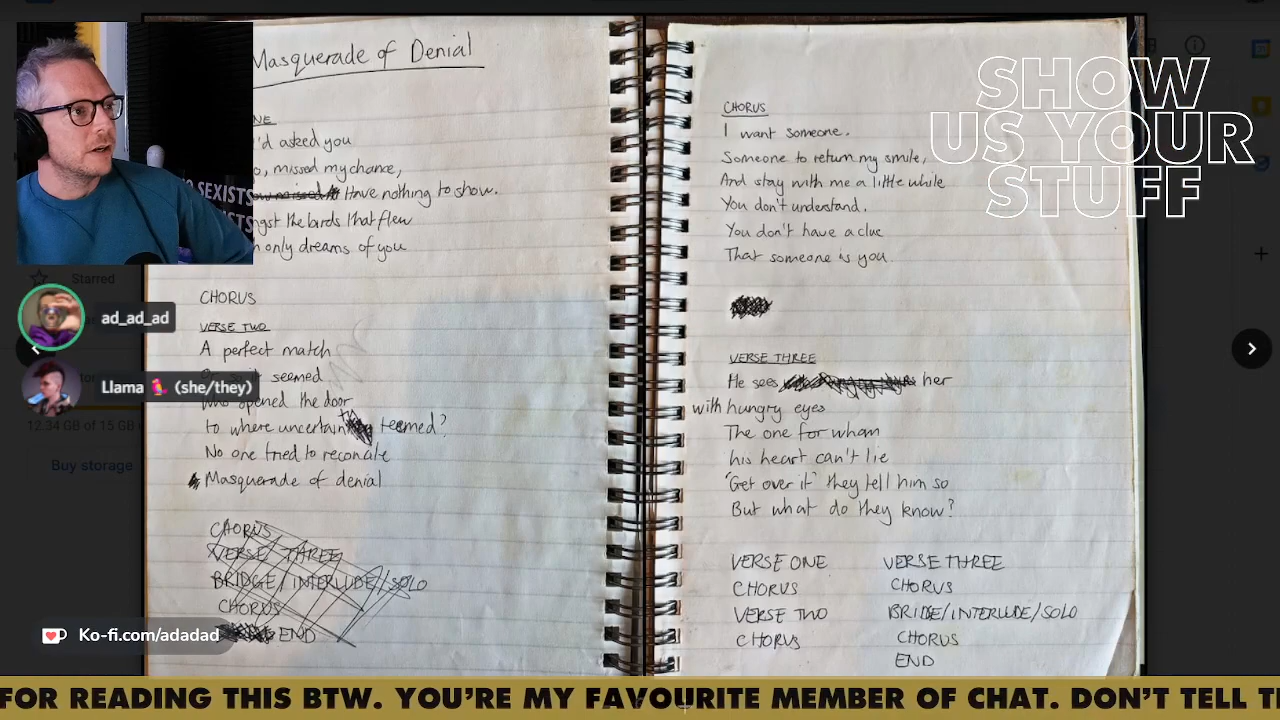 Masquerade of Denial
NE
'd asked you
o, missed my chance,
Have nothing to show.
ngst the birds that flew
only dreams of you
CHORUS
VERSE TWO
A perfect match
seemed
who opened the door
to where uncertain teemed?
No one tried to reconcile
Masquerade of denial
CHORUS
VERSE THREE
BRIDGE/INTERLUDE/SOLO
CHORUS
END
CHORUS
I want someone.
Someone to return my smile,
And stay with me a little while
You don't understand.
You don't have a clue
That someone is you.
VERSE THREE
He sees her
with hungry eyes
The one for whom
his heart can't lie
"Get over it" they tell him so
But what do they know?
VERSE ONE
CHORUS
VERSE TWO
CHORUS
VERSE THREE
CHORUS
BRIDGE/INTERLUDE/SOLO
CHORUS
END
SHOW
US YOUR
STUFF
O SEXISTS
Starred
ad_ad_ad
Llama 🦜 (she/they)
12.34 GB of 15 GB
Buy storage
Ko-fi.com/adadad
FOR READING THIS BTW. YOU'RE MY FAVOURITE MEMBER OF CHAT. DON'T TELL T